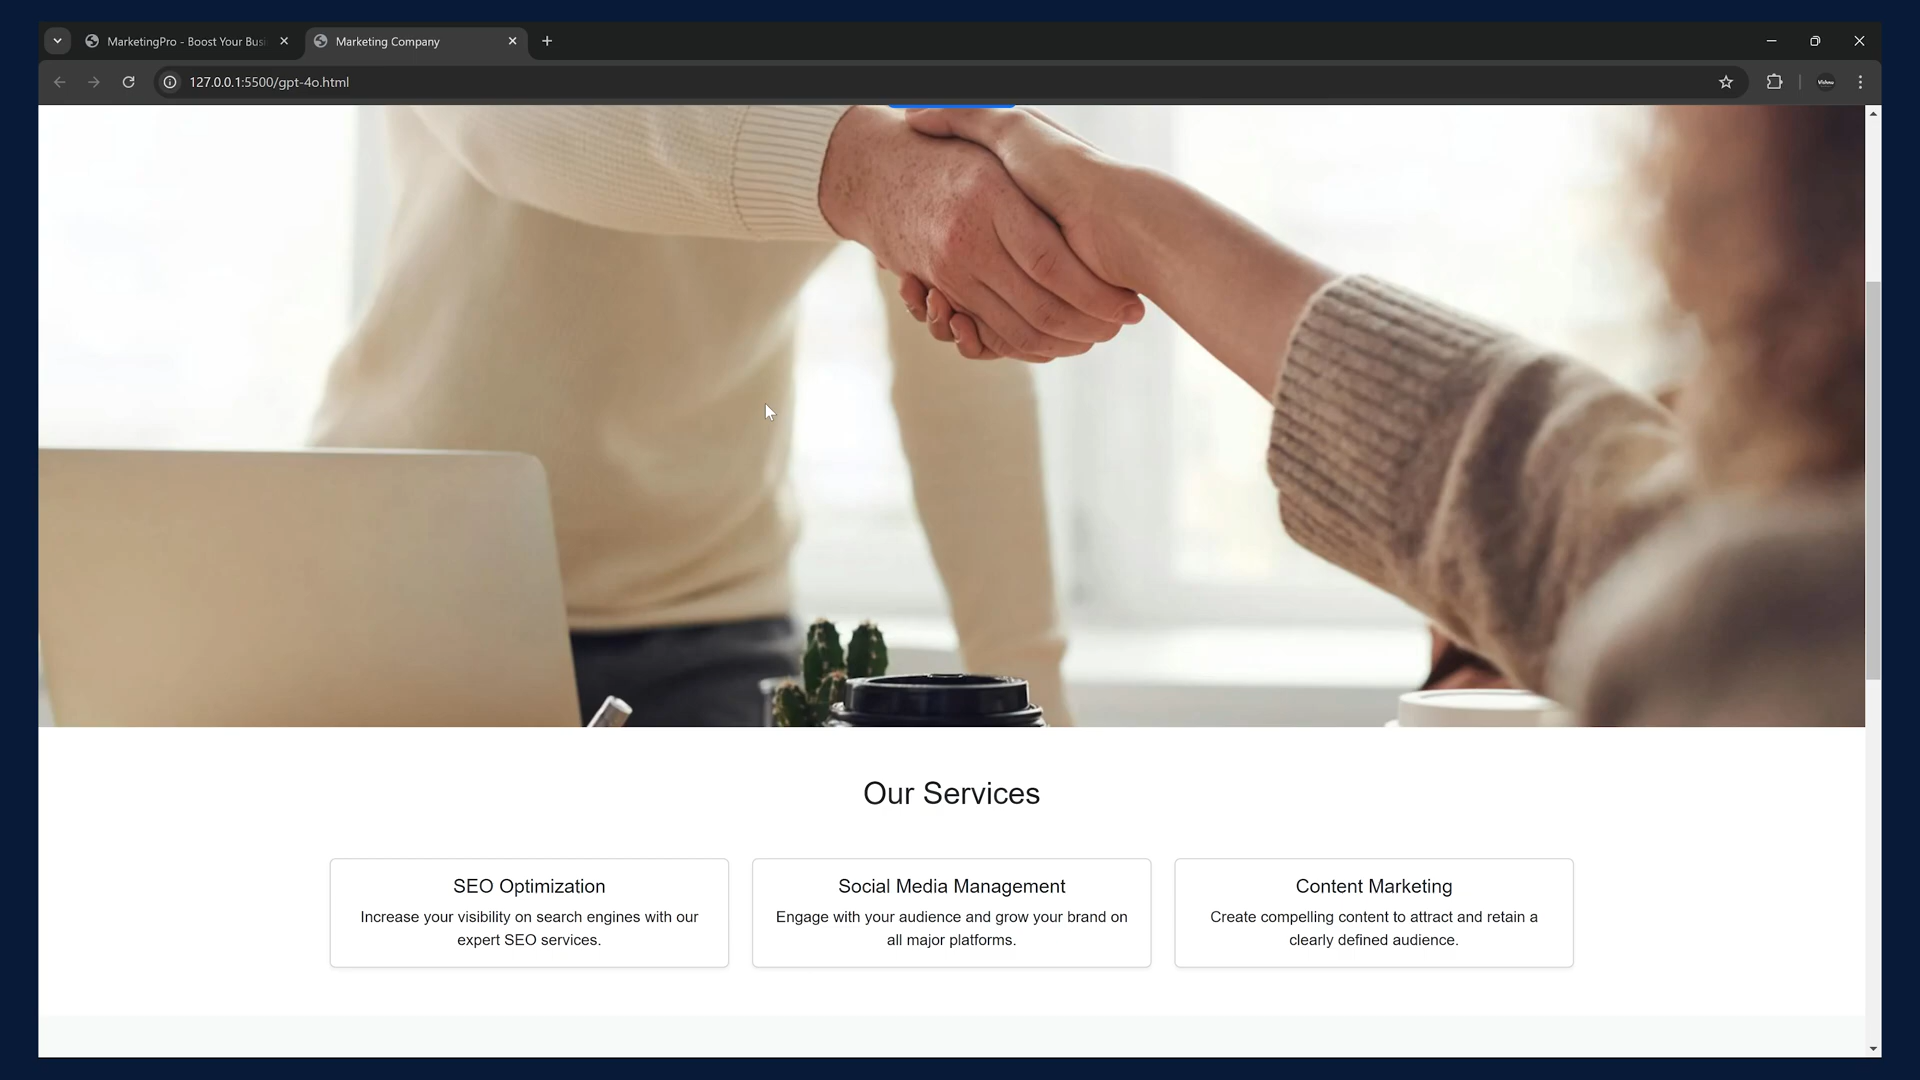 MarketingPro - Boost Your Busi
Marketing Company
127.0.0.1:5500/gpt-4o.html
Our Services
SEO Optimization
Increase your visibility on search engines with our
expert SEO services.
Social Media Management
Engage with your audience and grow your brand on
all major platforms.
Content Marketing
Create compelling content to attract and retain a
clearly defined audience.